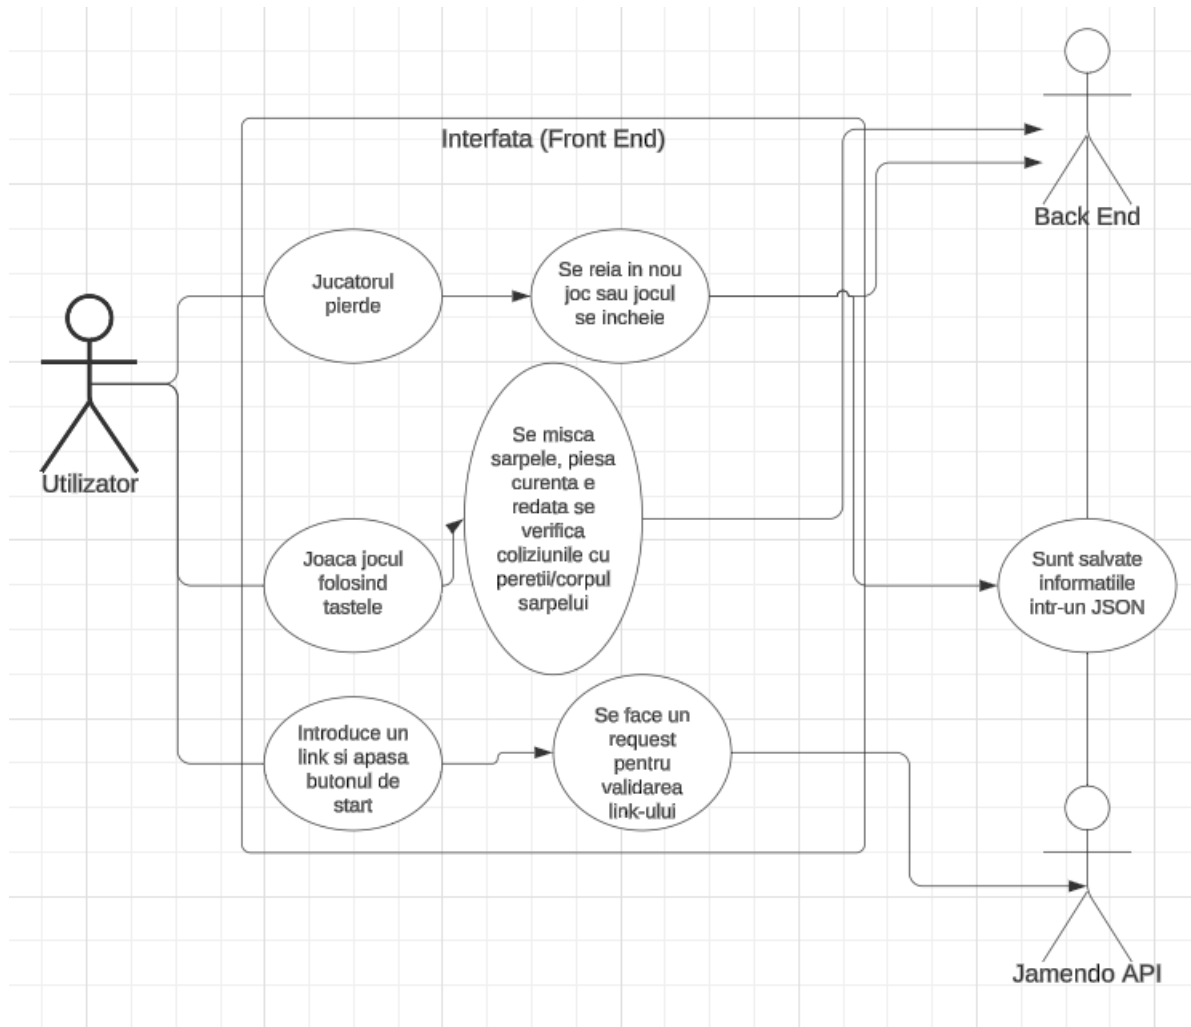 Interfata (Front End)
Back End
Jucatorul
pierde
Se reia in nou
joc sau jocul
se incheie
Utilizator
Se misca
sarpele, piesa
curenta e
redata se
verifica
coliziunile cu
peretii/corpul
sarpelui
Joaca jocul
folosind
tastele
Sunt salvate
informatiile
intr-un JSON
Introduce un
link si apasa
butonul de
start
Se face un
request
pentru
validarea
link-ului
Jamendo API